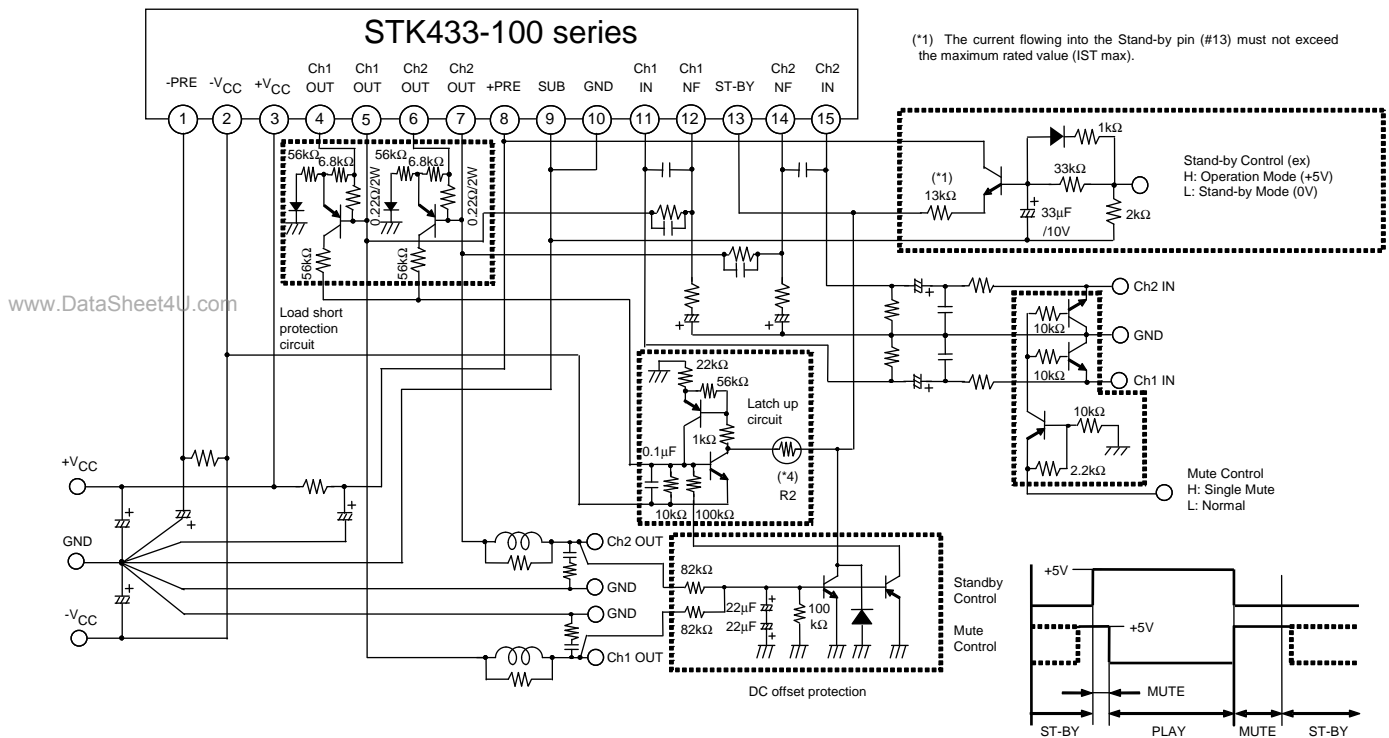 STK433-100 series
(*1) The current flowing into the Stand-by pin (#13) must not exceed
the maximum rated value (IST max).
-PRE
-VCC
+VCC
Ch1
OUT
Ch1
OUT
Ch2
OUT
Ch2
OUT
+PRE
SUB
GND
Ch1
IN
Ch1
NF
ST-BY
Ch2
NF
Ch2
IN
1
2
3
4
5
6
7
8
9
10
11
12
13
14
15
56kΩ
6.8kΩ
0.22Ω/2W
56kΩ
56kΩ
6.8kΩ
0.22Ω/2W
56kΩ
Load short
protection
circuit
1kΩ
33kΩ
(*1)
13kΩ
+
33μF
/10V
2kΩ
Stand-by Control (ex)
H: Operation Mode (+5V)
L: Stand-by Mode (0V)
www.DataSheet4U.com
+
+
+
+
Ch2 IN
GND
Ch1 IN
10kΩ
10kΩ
10kΩ
2.2kΩ
Mute Control
H: Single Mute
L: Normal
22kΩ
56kΩ
Latch up
circuit
1kΩ
0.1μF
10kΩ
100kΩ
(*4)
R2
+VCC
GND
-VCC
+
+
+
+
Ch2 OUT
GND
GND
Ch1 OUT
82kΩ
82kΩ
22μF
22μF
+
+
100
kΩ
DC offset protection
Standby
Control
Mute
Control
+5V
+5V
MUTE
ST-BY
PLAY
MUTE
ST-BY